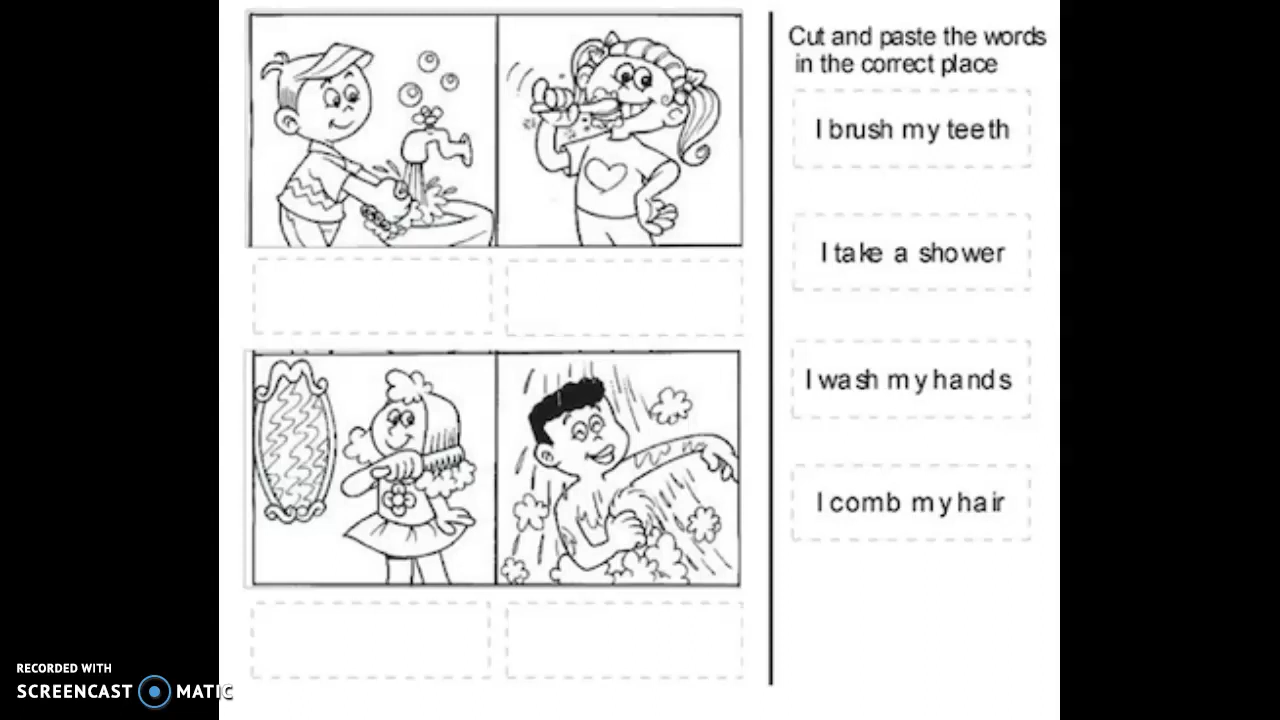 Cut and paste the words
in the correct place
I brush my teeth
I take a shower
I wash my hands
I comb my hair
RECORDED WITH
SCREENCAST MATIC